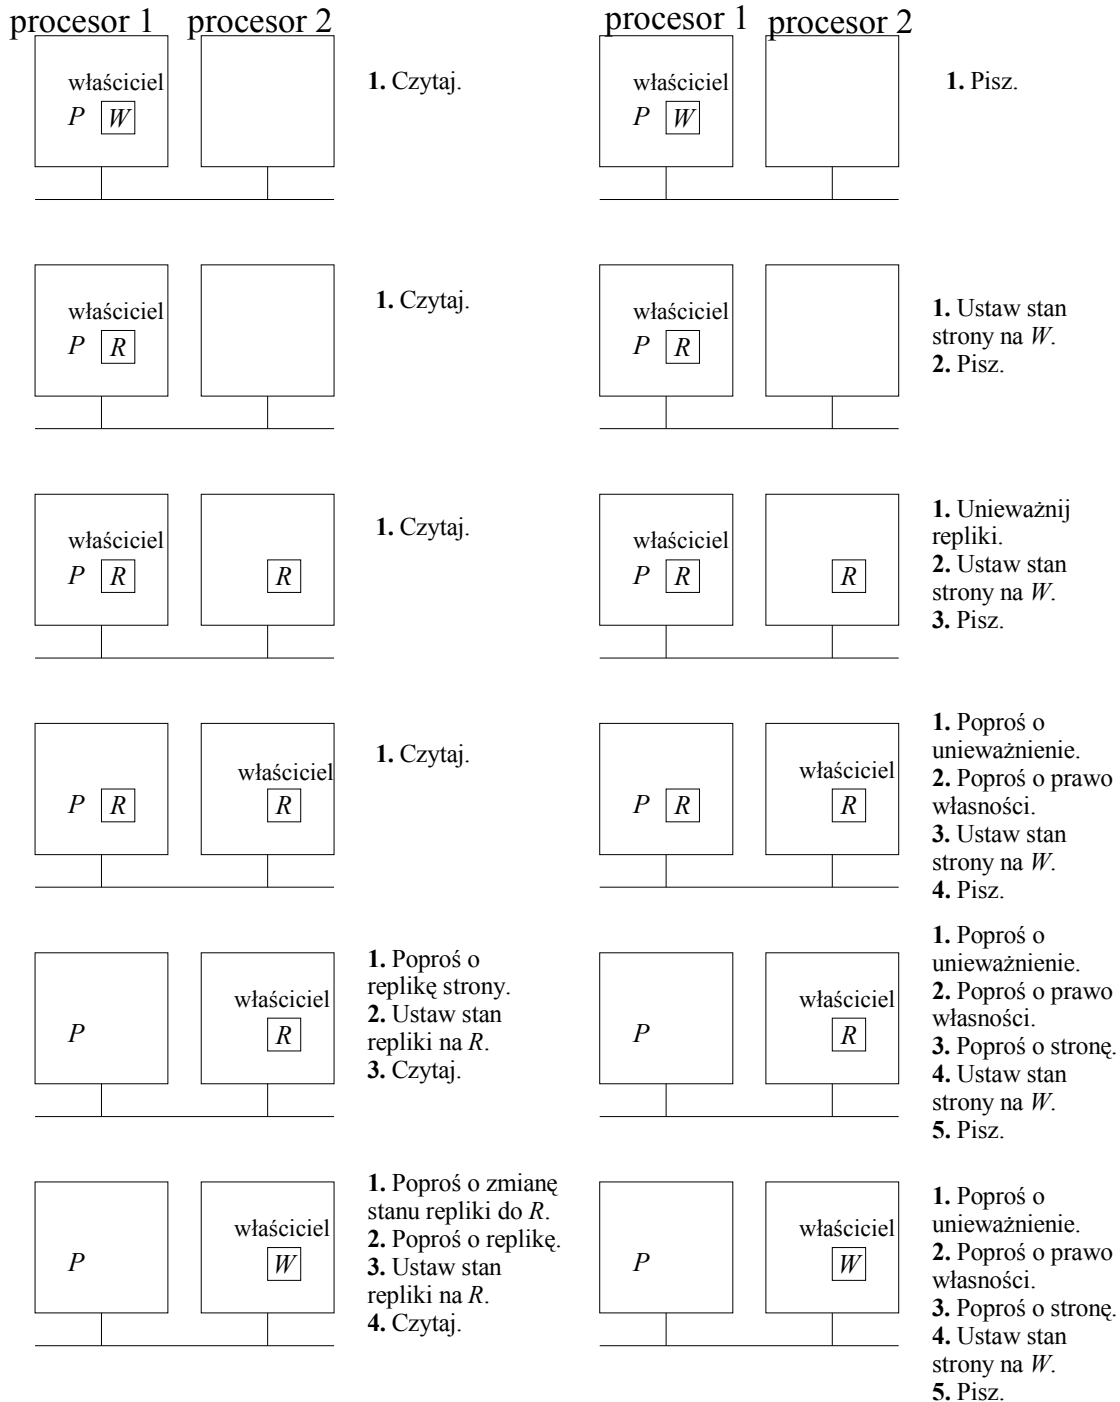 procesor 1 procesor 2
właściciel
P W
1. Czytaj.
procesor 1 procesor 2
właściciel
P W
1. Pisz.
właściciel
P R
1. Czytaj.
właściciel
P R
1. Ustaw stan
strony na W.
2. Pisz.
właściciel
P R R
1. Czytaj.
właściciel
P R R
1. Unieważnij
repliki.
2. Ustaw stan
strony na W.
3. Pisz.
właściciel
P R R
1. Czytaj.
właściciel
P R R
1. Poproś o
unieważnienie.
2. Poproś o prawo
własności.
3. Ustaw stan
strony na W.
4. Pisz.
właściciel
P R
1. Poproś o
replikę strony.
2. Ustaw stan
repliki na R.
3. Czytaj.
właściciel
P R
1. Poproś o
unieważnienie.
2. Poproś o prawo
własności.
3. Poproś o stronę.
4. Ustaw stan
strony na W.
5. Pisz.
właściciel
P W
1. Poproś o zmianę
stanu repliki do R.
2. Poproś o replikę.
3. Ustaw stan
repliki na R.
4. Czytaj.
właściciel
P W
1. Poproś o
unieważnienie.
2. Poproś o prawo
własności.
3. Poproś o stronę.
4. Ustaw stan
strony na W.
5. Pisz.